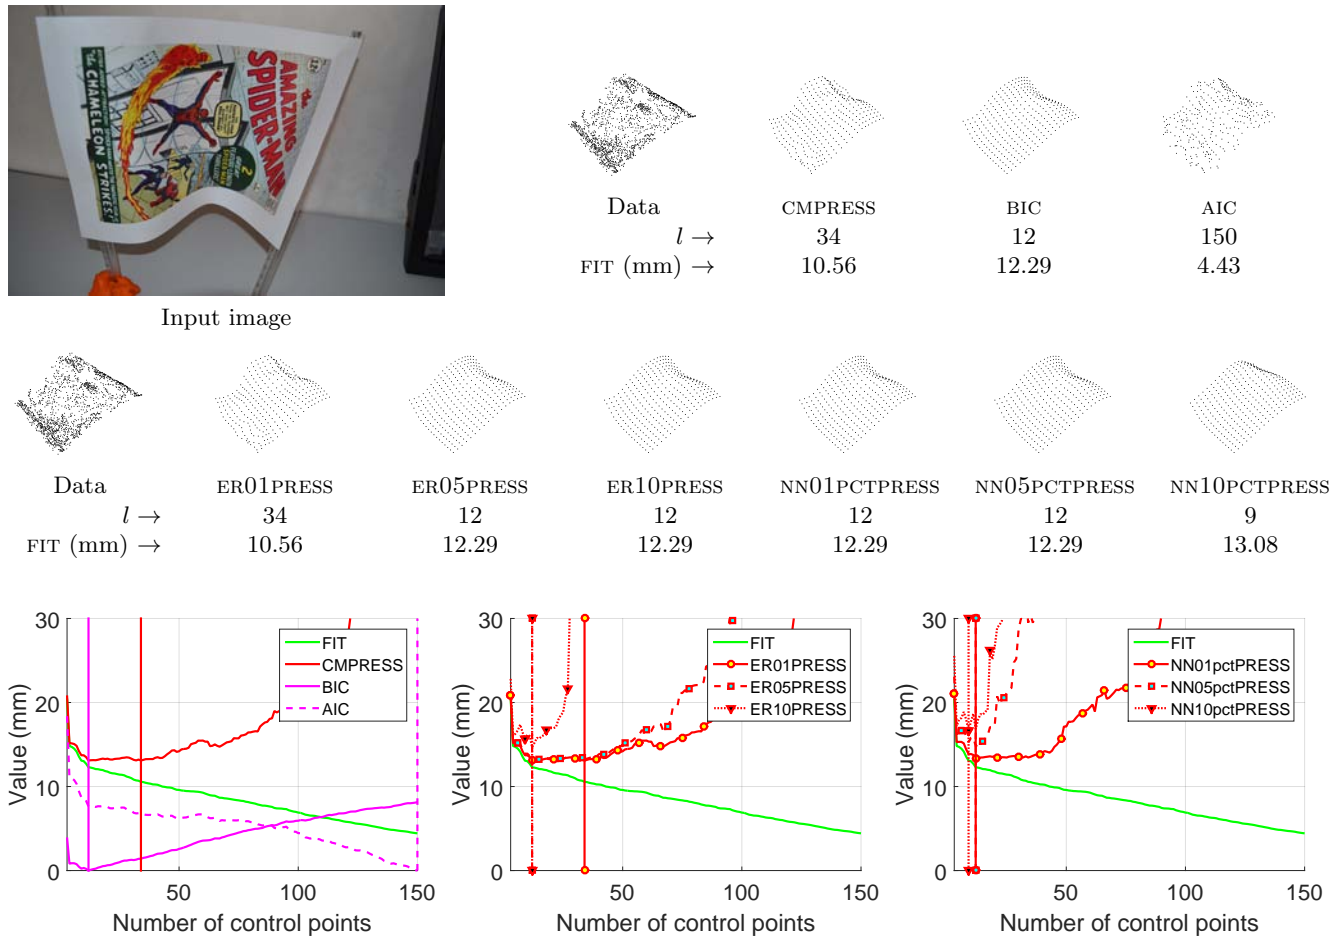 the
AMAZING
SPIDER-MAN
12¢
THE CHAMELEON STRIKES!
2
Input image
Data CMPRESS BIC AIC
l → 34 12 150
FIT (mm) → 10.56 12.29 4.43
Data ER01PRESS ER05PRESS ER10PRESS NN01PCTPRESS NN05PCTPRESS NN10PCTPRESS
l → 34 12 12 12 12 9
FIT (mm) → 10.56 12.29 12.29 12.29 12.29 13.08
30
20
10
0
50 100 150
Value (mm)
Number of control points
FIT
CMPRESS
BIC
AIC
30
20
10
0
50 100 150
Value (mm)
Number of control points
FIT
ER01PRESS
ER05PRESS
ER10PRESS
30
20
10
0
50 100 150
Value (mm)
Number of control points
FIT
NN01pctPRESS
NN05pctPRESS
NN10pctPRESS